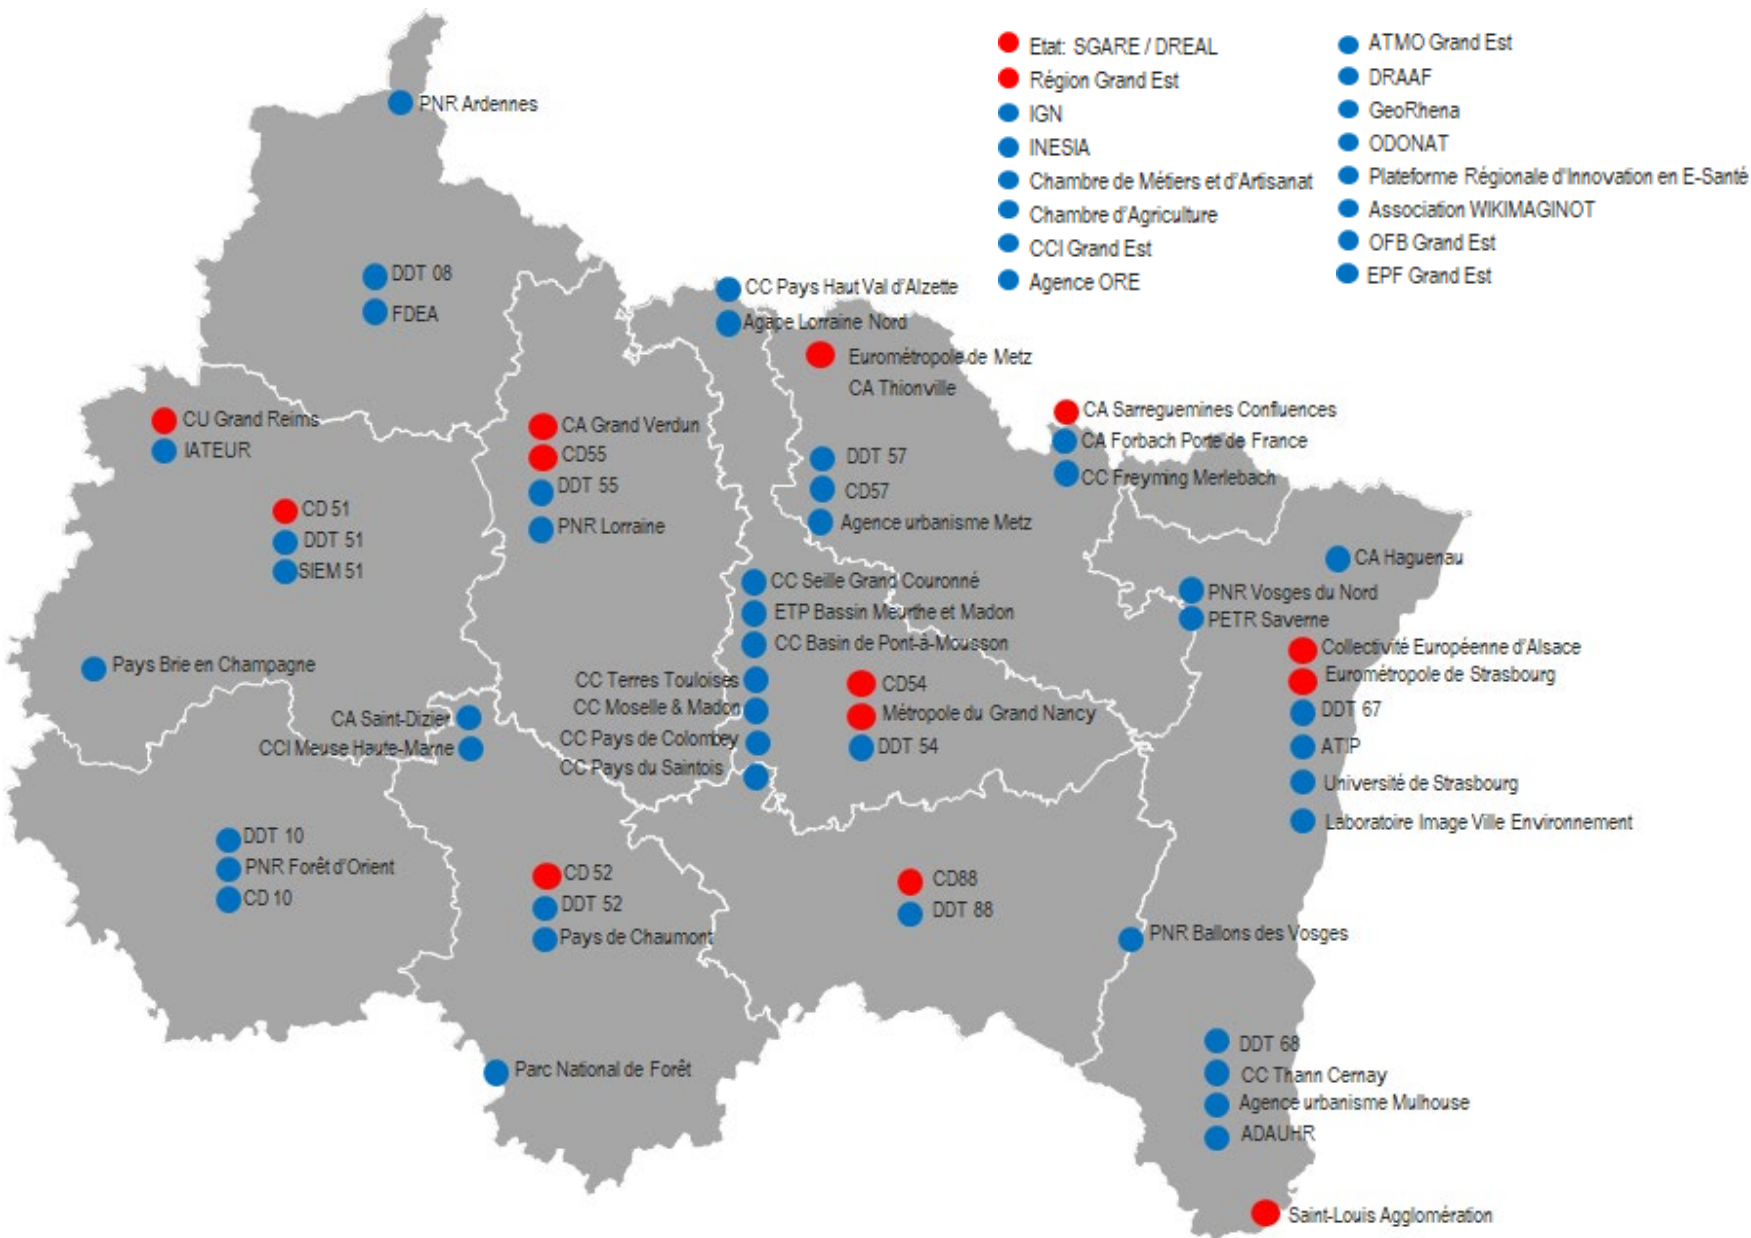 Etat: SGARE / DREAL
Région Grand Est
IGN
INESIA
Chambre de Métiers et d'Artisanat
Chambre d'Agriculture
CCI Grand Est
Agence ORE
ATMO Grand Est
DRAAF
GeoRhena
ODONAT
Plateforme Régionale d'Innovation en E-Santé
Association WIKIMAGINOT
OFB Grand Est
EPF Grand Est
PNR Ardennes
DDT 08
FDEA
CC Pays Haut Val d'Alzette
Agape Lorraine Nord
Eurométropole de Metz
CA Thionville
DDT 57
CD57
Agence urbanisme Metz
CA Sarreguemines Confluences
CA Forbach Porte de France
CC Freyming Merlebach
CU Grand Reims
IATEUR
CD 51
DDT 51
SIEM 51
Pays Brie en Champagne
CA Grand Verdun
CD55
DDT 55
PNR Lorraine
CC Seille Grand Couronné
ETP Bassin Meurthe et Madon
CC Basin de Pont-à-Mousson
CC Terres Touloises
CC Moselle & Madon
CC Pays de Colombey
CC Pays du Saintois
CD54
Métropole du Grand Nancy
DDT 54
CA Haguenau
PNR Vosges du Nord
PETR Saverne
Collectivité Européenne d'Alsace
Eurométropole de Strasbourg
DDT 67
ATIP
Université de Strasbourg
Laboratoire Image Ville Environnement
CA Saint-Dizier
CCI Meuse Haute-Marne
DDT 10
PNR Forêt d'Orient
CD 10
CD 52
DDT 52
Pays de Chaumont
CD88
DDT 88
PNR Ballons des Vosges
Parc National de Forêt
DDT 68
CC Thann Cernay
Agence urbanisme Mulhouse
ADAUHR
Saint-Louis Agglomération